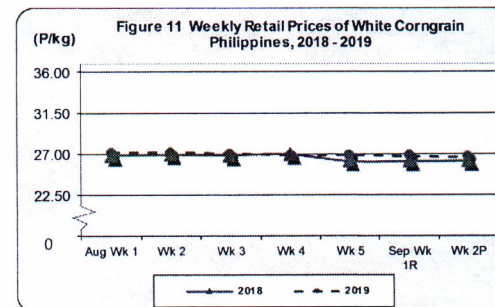 Figure 11 Weekly Retail Prices of White Corngrain
Philippines, 2018 - 2019
(P/kg)
36.00
31.50
27.00
22.50
0
Aug Wk 1 Wk 2 Wk 3 Wk 4 Wk 5 Sep Wk 1R Wk 2P
2018 2019